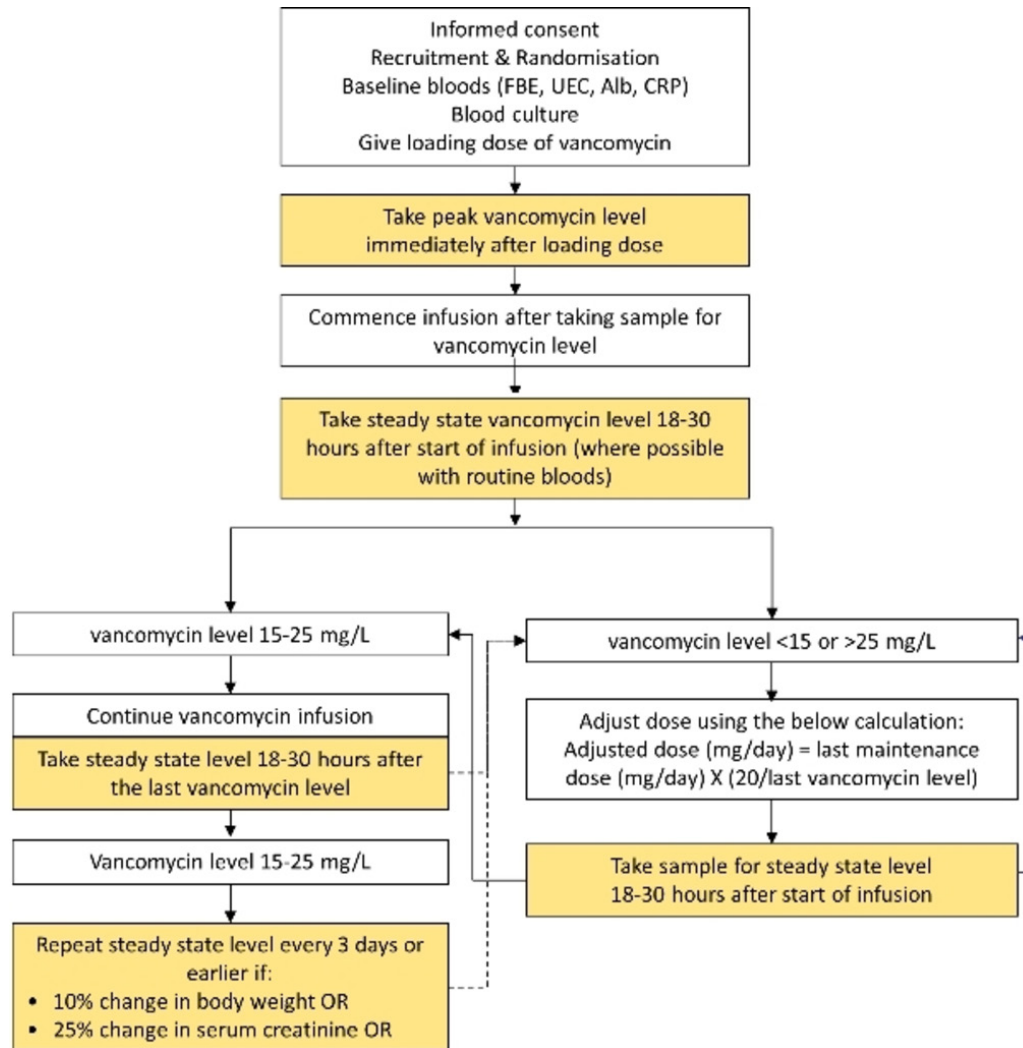 Informed consent
Recruitment & Randomisation
Baseline bloods (FBE, UEC, Alb, CRP)
Blood culture
Give loading dose of vancomycin
Take peak vancomycin level
immediately after loading dose
Commence infusion after taking sample for
vancomycin level
Take steady state vancomycin level 18-30
hours after start of infusion (where possible
with routine bloods)
vancomycin level 15-25 mg/L
Continue vancomycin infusion
Take steady state level 18-30 hours after
the last vancomycin level
Vancomycin level 15-25 mg/L
Repeat steady state level every 3 days or
earlier if:
• 10% change in body weight OR
• 25% change in serum creatinine OR
vancomycin level <15 or >25 mg/L
Adjust dose using the below calculation:
Adjusted dose (mg/day) = last maintenance
dose (mg/day) X (20/last vancomycin level)
Take sample for steady state level
18-30 hours after start of infusion